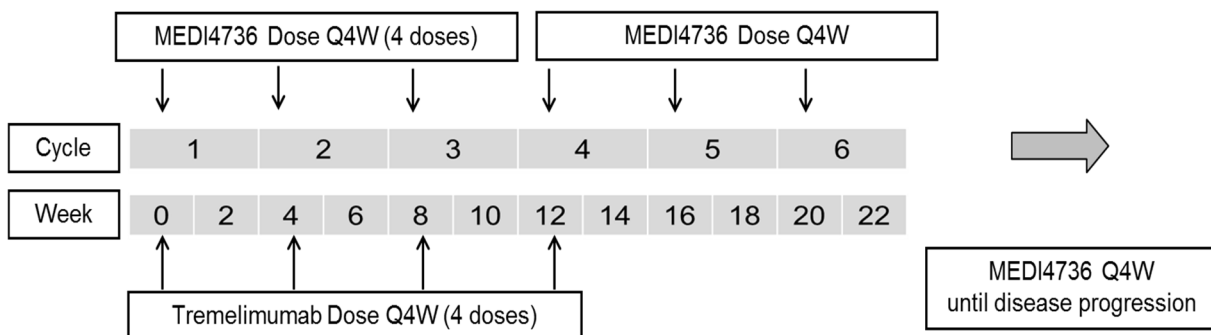 MEDI4736 Dose Q4W (4 doses)
MEDI4736 Dose Q4W
Cycle
1 2 3 4 5 6
Week
0 2 4 6 8 10 12 14 16 18 20 22
Tremelimumab Dose Q4W (4 doses)
MEDI4736 Q4W
until disease progression